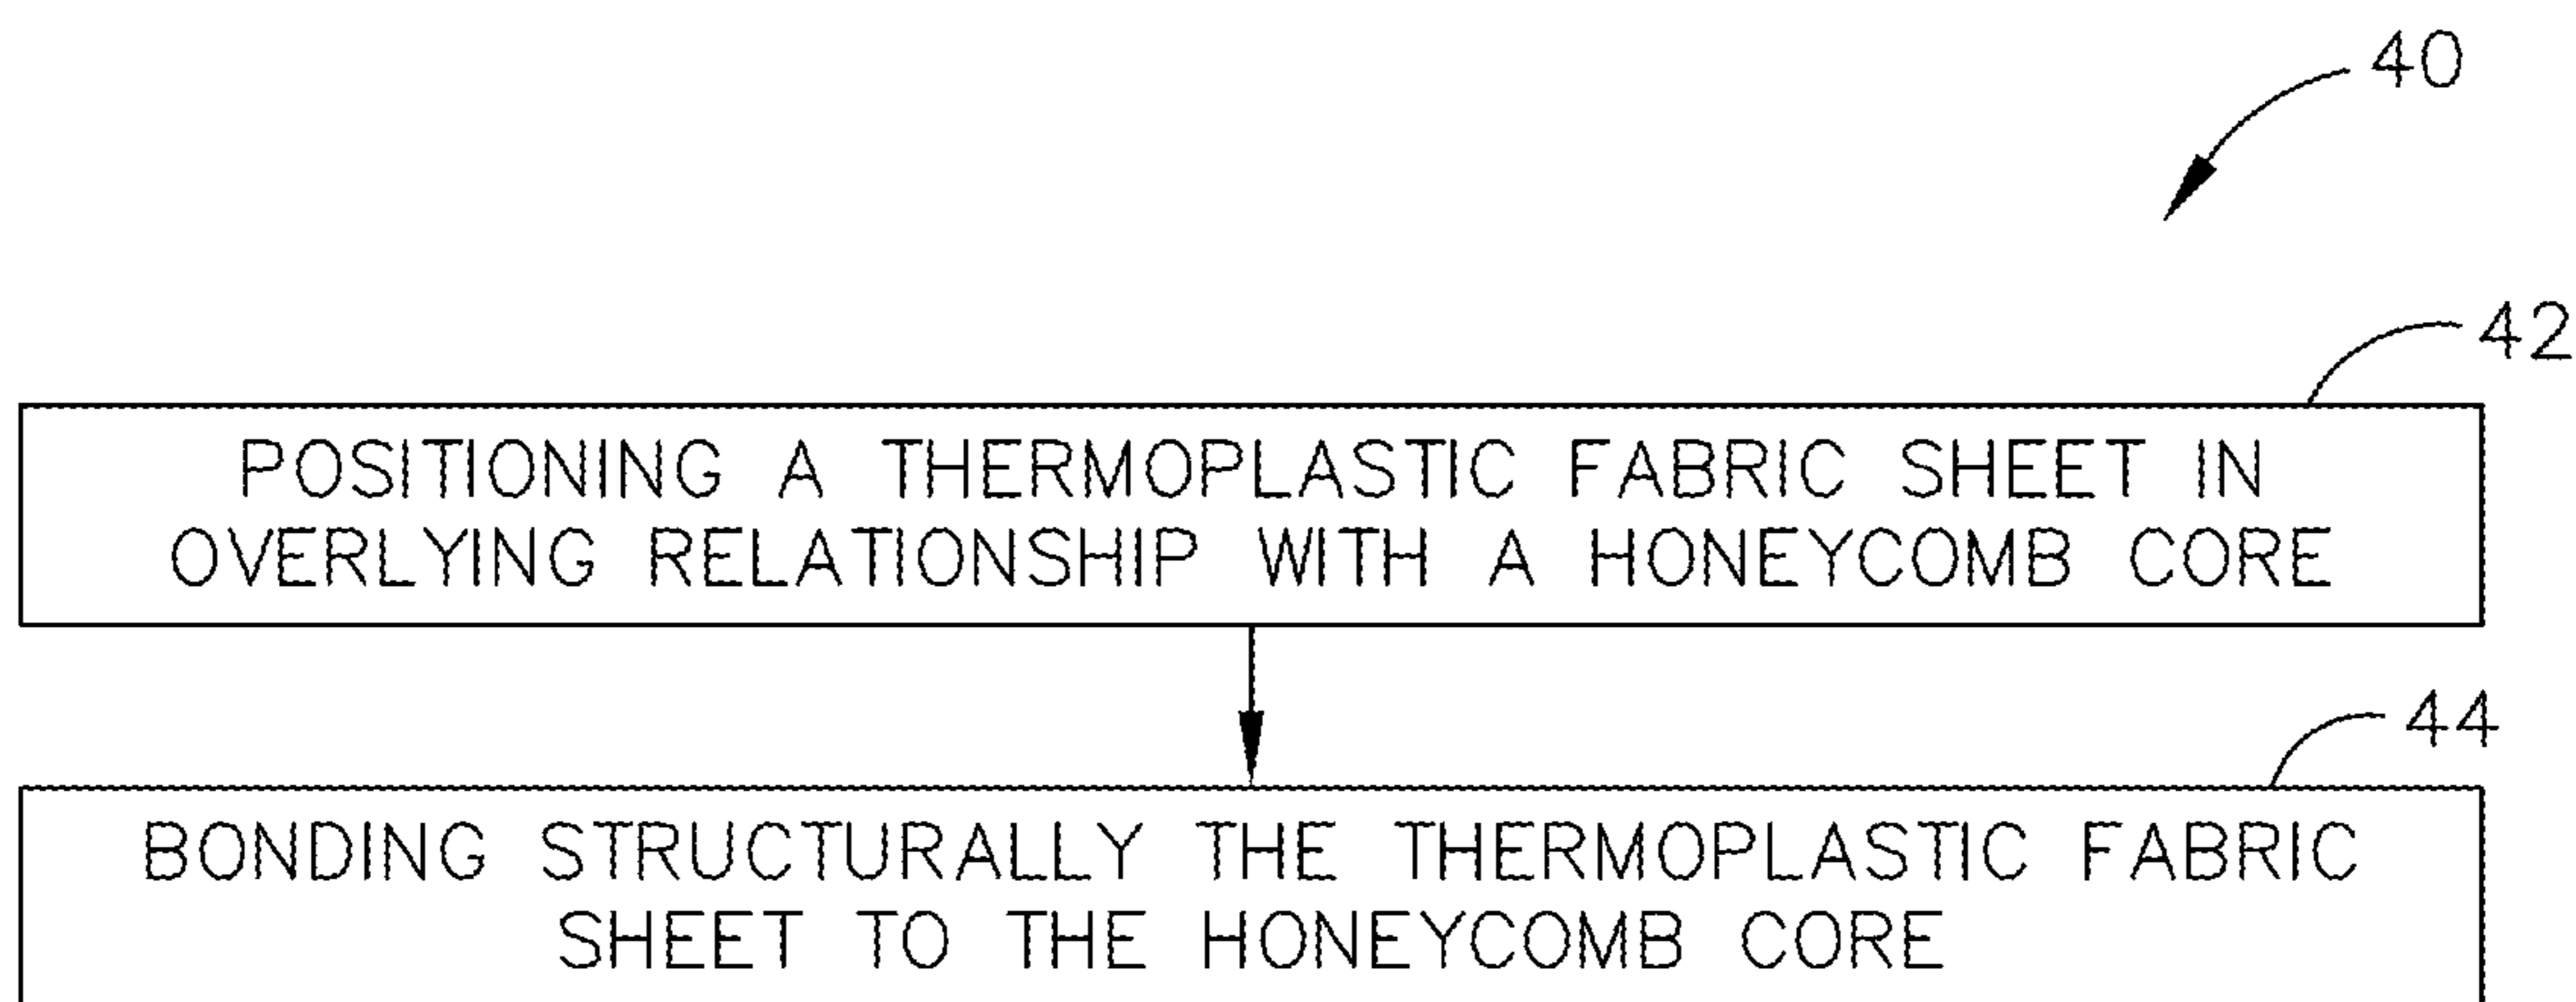 40
42
POSITIONING A THERMOPLASTIC FABRIC SHEET IN
OVERLYING RELATIONSHIP WITH A HONEYCOMB CORE
44
BONDING STRUCTURALLY THE THERMOPLASTIC FABRIC
SHEET TO THE HONEYCOMB CORE